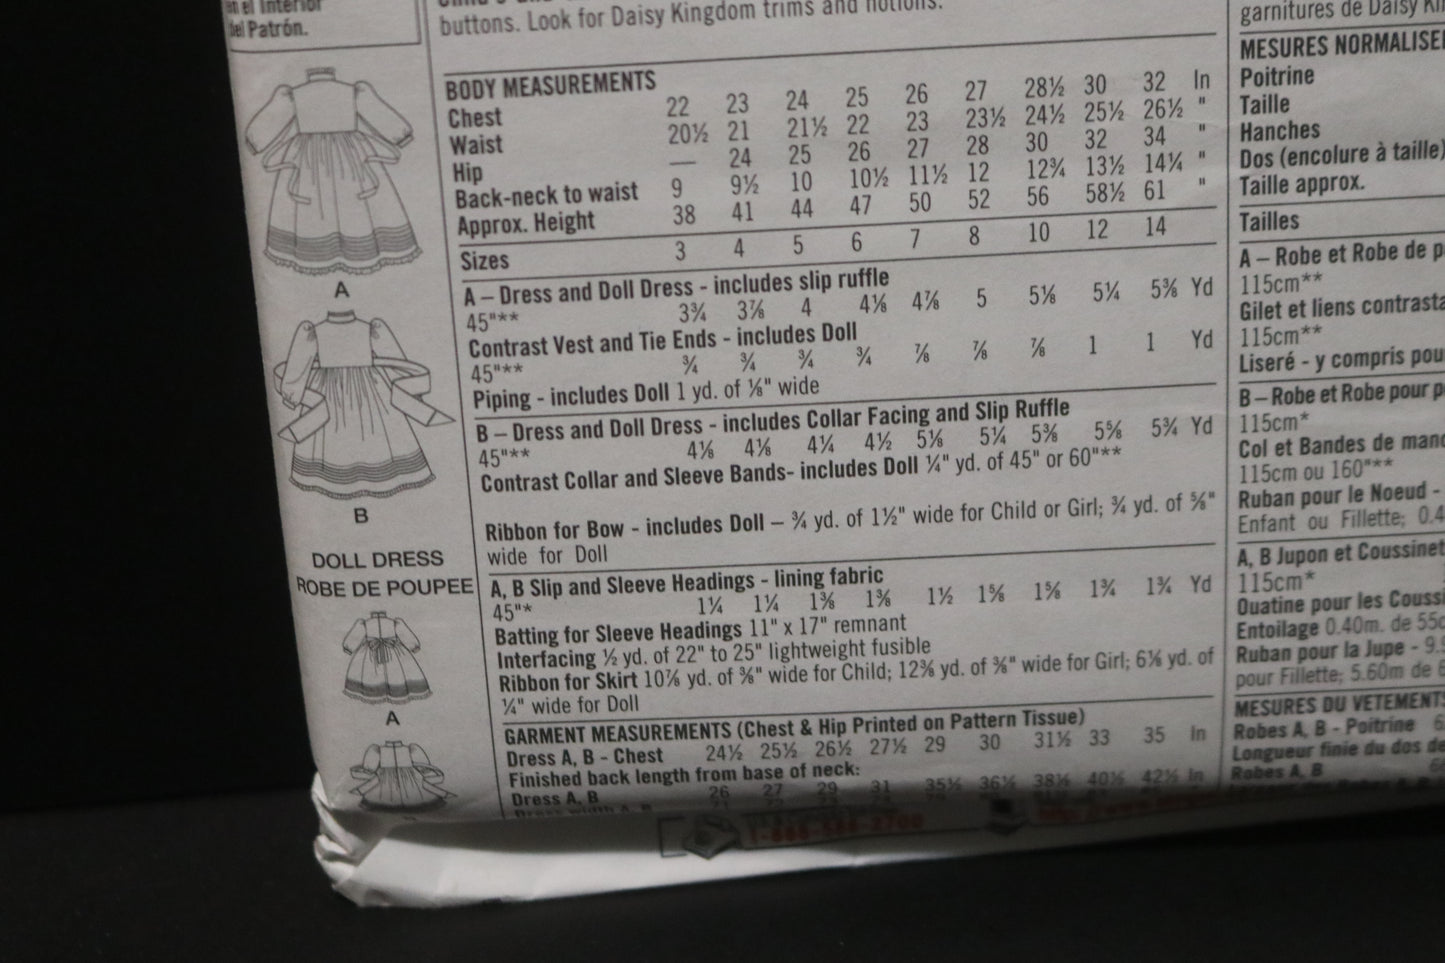 en el Interior
del Patrón.
A
B
DOLL DRESS
ROBE DE POUPEE
A
buttons. Look for Daisy Kingdom trims and notions.
BODY MEASUREMENTS
Chest 22 23 24 25 26 27 28½ 30 32 In
Waist 20½ 21 21½ 22 23 23½ 24½ 25½ 26½ "
Hip — 24 25 26 27 28 30 32 34 "
Back-neck to waist 9 9½ 10 10½ 11½ 12 12¾ 13½ 14¼ "
Approx. Height 38 41 44 47 50 52 56 58½ 61 "
Sizes 3 4 5 6 7 8 10 12 14
A – Dress and Doll Dress - includes slip ruffle
45"** 3¾ 3⅞ 4 4⅛ 4⅞ 5 5⅛ 5¼ 5⅜ Yd
Contrast Vest and Tie Ends - includes Doll
45"** ¾ ¾ ¾ ¾ ⅞ ⅞ ⅞ 1 1 Yd
Piping - includes Doll 1 yd. of ⅛" wide
B – Dress and Doll Dress - includes Collar Facing and Slip Ruffle
45"** 4⅛ 4⅛ 4¼ 4½ 5⅛ 5¼ 5⅜ 5⅝ 5¾ Yd
Contrast Collar and Sleeve Bands- includes Doll ¼" yd. of 45" or 60"**
Ribbon for Bow - includes Doll – ¾ yd. of 1½" wide for Child or Girl; ¾ yd. of ⅝"
wide for Doll
A, B Slip and Sleeve Headings - lining fabric
45"* 1¼ 1¼ 1⅜ 1⅜ 1½ 1⅝ 1⅝ 1¾ 1¾ Yd
Batting for Sleeve Headings 11" x 17" remnant
Interfacing ½ yd. of 22" to 25" lightweight fusible
Ribbon for Skirt 10⅞ yd. of ⅜" wide for Child; 12⅜ yd. of ⅜" wide for Girl; 6⅛ yd. of
¼" wide for Doll
GARMENT MEASUREMENTS (Chest & Hip Printed on Pattern Tissue)
Dress A, B - Chest 24½ 25½ 26½ 27½ 29 30 31½ 33 35 In
Finished back length from base of neck:
Dress A, B 26 27 29 31 35½ 36½ 38½ 40½ 42½ In
garnitures de Daisy
MESURES NORMALISE
Poitrine
Taille
Hanches
Dos (encolure à taille)
Taille approx.
Tailles
A – Robe et Robe de p
115cm**
Gilet et liens contrasta
115cm**
Liseré - y compris pou
B – Robe et Robe pour p
115cm*
Col et Bandes de manc
115cm ou 160"**
Ruban pour le Noeud -
Enfant ou Fillette; 0.4
A, B Jupon et Coussinet
115cm*
Ouatine pour les Coussi
Entoilage 0.40m. de 55c
Ruban pour la Jupe - 9.
pour Fillette; 5.60m de
MESURES DU VETEMENT
Robes A, B - Poitrine
Longueur finie du dos de
Robes A, B